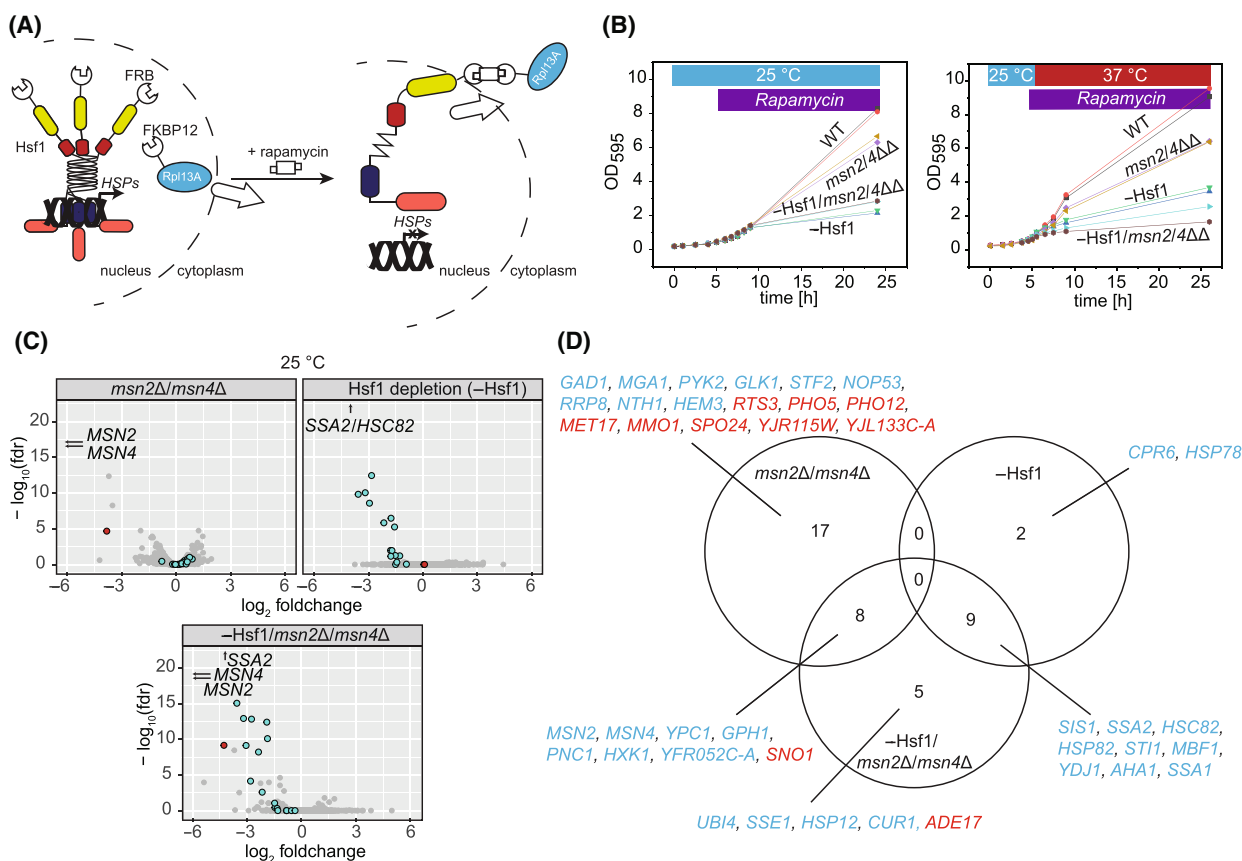 (A)
FRB
FKBP12
Hsf1
Rpl13A
HSPs
nucleus
cytoplasm
+ rapamycin
Rpl13A
HSPs
nucleus
cytoplasm
(B)
25 °C
Rapamycin
OD595
10
8
6
4
2
0
WT
msn2/4ΔΔ
–Hsf1/msn2/4ΔΔ
–Hsf1
0 5 10 15 20 25
time [h]
25 °C
37 °C
Rapamycin
OD595
10
8
6
4
2
0
WT
msn2/4ΔΔ
–Hsf1
–Hsf1/msn2/4ΔΔ
0 5 10 15 20 25
time [h]
(C)
25 °C
msn2Δ/msn4Δ
Hsf1 depletion (–Hsf1)
– log10(fdr)
20
15
10
5
0
MSN2
MSN4
SSA2/HSC82
−6 −3 0 3 6
−6 −3 0 3 6
log2 foldchange
log2 foldchange
–Hsf1/msn2Δ/msn4Δ
– log10(fdr)
20
15
10
5
0
SSA2
MSN4
MSN2
−6 −3 0 3 6
log2 foldchange
(D)
GAD1, MGA1, PYK2, GLK1, STF2, NOP53,
RRP8, NTH1, HEM3, RTS3, PHO5, PHO12,
MET17, MMO1, SPO24, YJR115W, YJL133C-A
CPR6, HSP78
msn2Δ/msn4Δ
–Hsf1
17
0
2
0
8
9
5
–Hsf1/
msn2Δ/msn4Δ
MSN2, MSN4, YPC1, GPH1,
PNC1, HXK1, YFR052C-A, SNO1
SIS1, SSA2, HSC82,
HSP82, STI1, MBF1,
YDJ1, AHA1, SSA1
UBI4, SSE1, HSP12, CUR1, ADE17